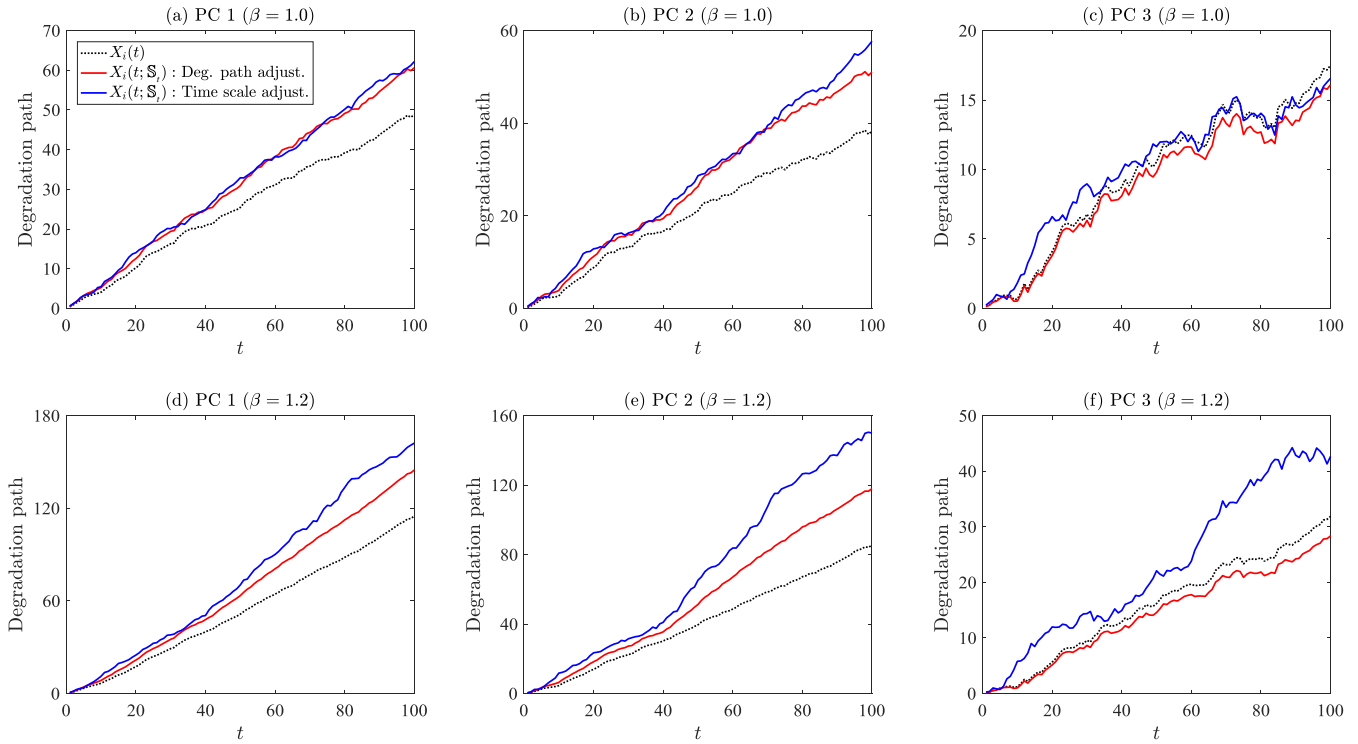 (a) PC 1 (β = 1.0)
70
60
50
40
30
20
10
0
Degradation path
X_i(t)
X_i(t; 𝕊_t) : Deg. path adjust.
X_i(t; 𝕊_t) : Time scale adjust.
0 20 40 60 80 100
t
(b) PC 2 (β = 1.0)
60
40
20
0
Degradation path
0 20 40 60 80 100
t
(c) PC 3 (β = 1.0)
20
15
10
5
0
Degradation path
0 20 40 60 80 100
t
(d) PC 1 (β = 1.2)
180
120
60
0
Degradation path
0 20 40 60 80 100
t
(e) PC 2 (β = 1.2)
160
120
80
40
0
Degradation path
0 20 40 60 80 100
t
(f) PC 3 (β = 1.2)
50
40
30
20
10
0
Degradation path
0 20 40 60 80 100
t